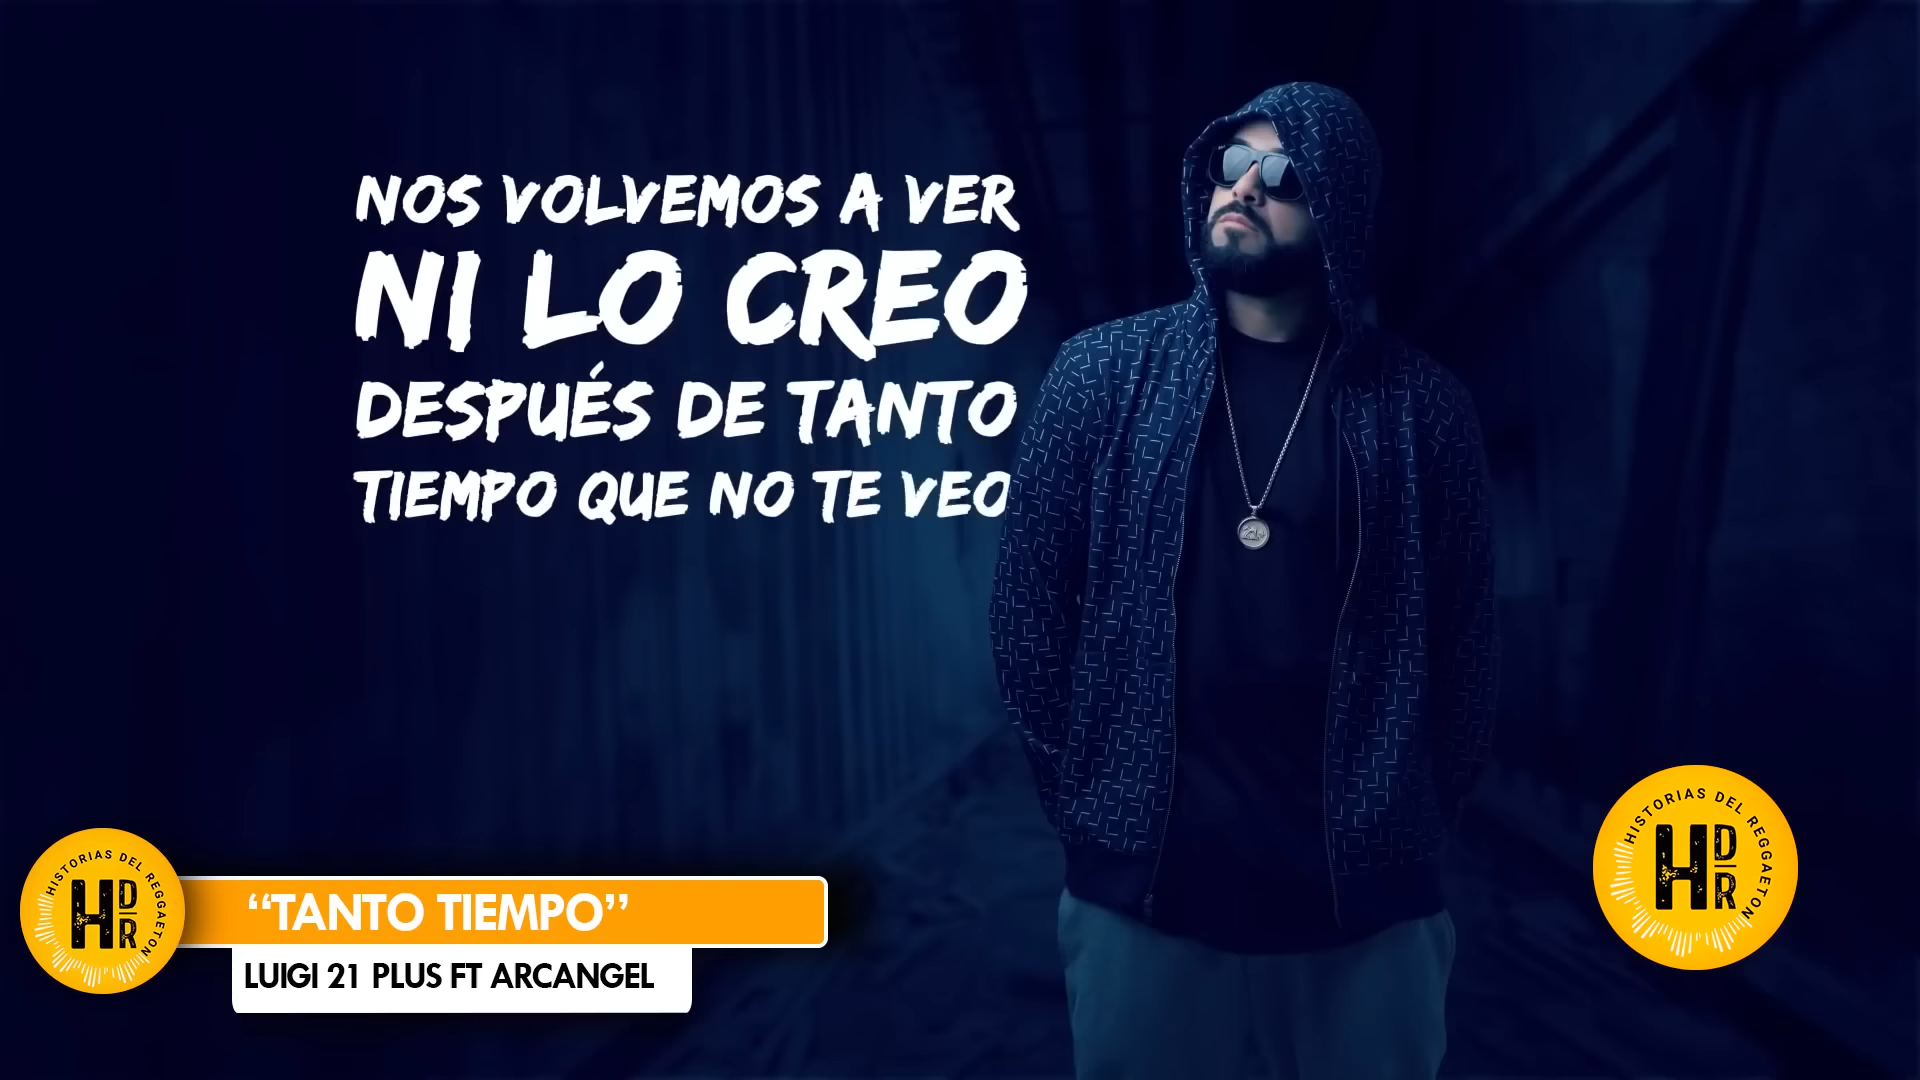 NOS VOLVEMOS A VER
NI LO CREO
DESPUÉS DE TANTO
TIEMPO QUE NO TE VEO
HISTORIAS DEL REGGAETON
HDR
“TANTO TIEMPO”
LUIGI 21 PLUS FT ARCANGEL
HISTORIAS DEL REGGAETON
HDR